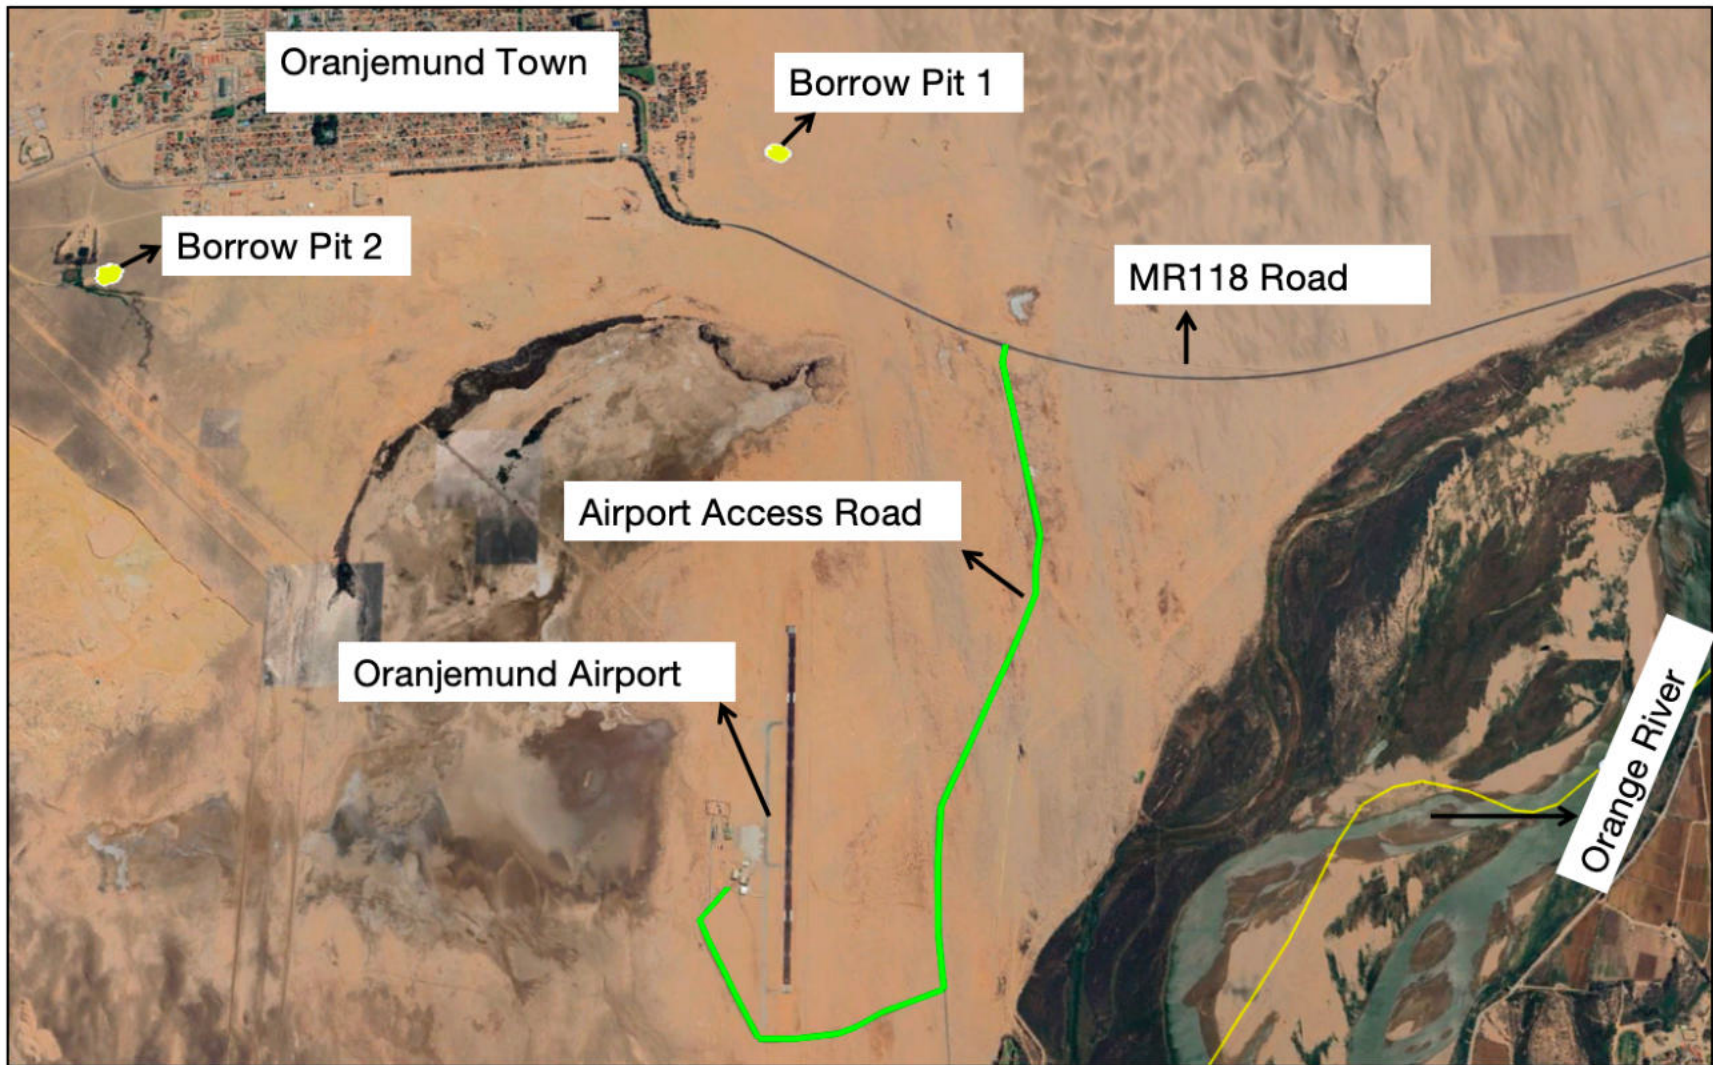 Oranjemund Town
Borrow Pit 1
Borrow Pit 2
MR118 Road
Airport Access Road
Oranjemund Airport
Orange River